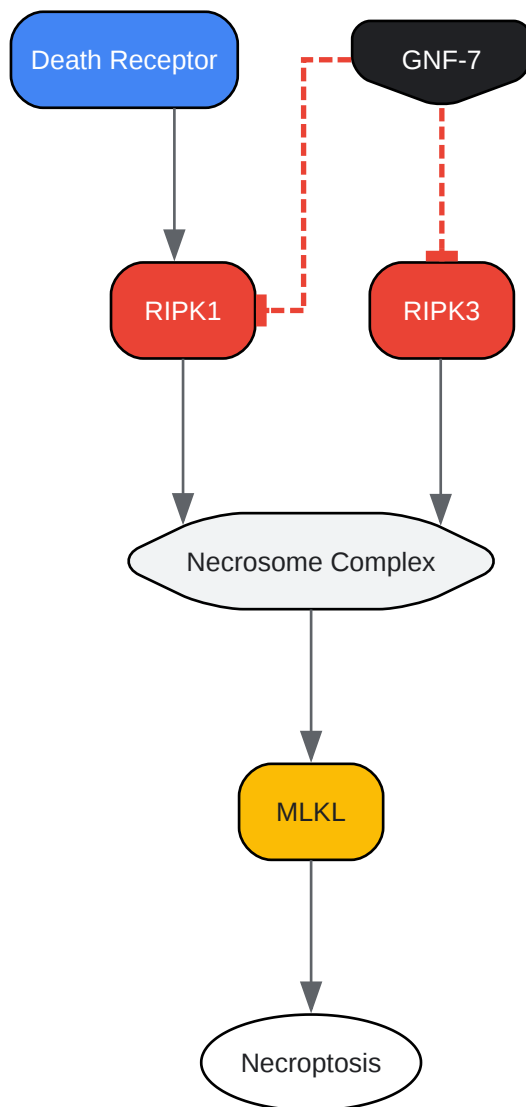 Death Receptor
GNF-7
RIPK1
RIPK3
Necrosome Complex
MLKL
Necroptosis